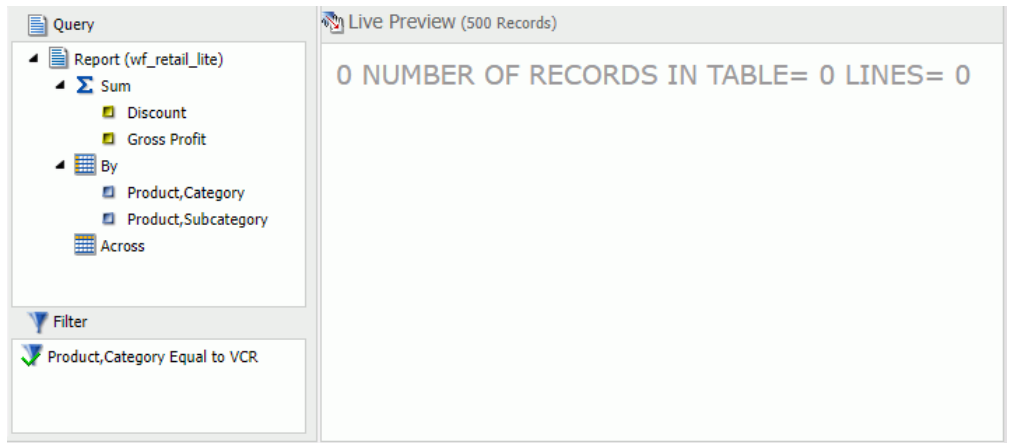 Query
Report (wf_retail_lite)
Sum
Discount
Gross Profit
By
Product,Category
Product,Subcategory
Across
Filter
Product,Category Equal to VCR
Live Preview (500 Records)
0 NUMBER OF RECORDS IN TABLE= 0 LINES= 0